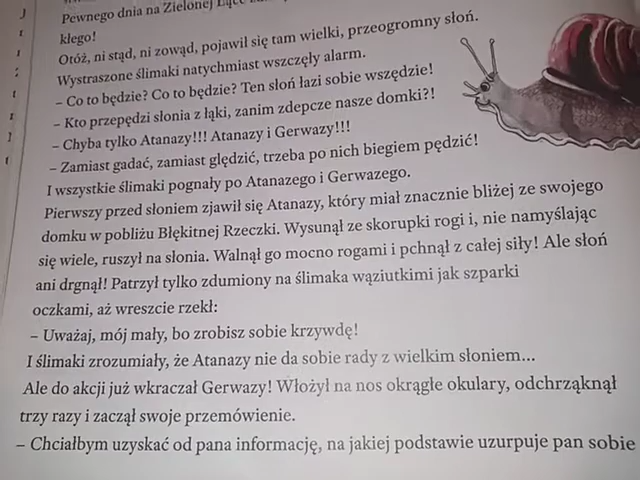 Pewnego dnia na Zielonej Łące
kłego!
Otóż, ni stąd, ni zowąd, pojawił się tam wielki, przeogromny słoń.
Wystraszone ślimaki natychmiast wszczęły alarm.
– Co to będzie? Co to będzie? Ten słoń łazi sobie wszędzie!
– Kto przepędzi słonia z łąki, zanim zdepcze nasze domki?!
– Chyba tylko Atanazy!!! Atanazy i Gerwazy!!!
– Zamiast gadać, zamiast ględzić, trzeba po nich biegiem pędzić!
I wszystkie ślimaki pognały po Atanazego i Gerwazego.
Pierwszy przed słoniem zjawił się Atanazy, który miał znacznie bliżej ze swojego
domku w pobliżu Błękitnej Rzeczki. Wysunął ze skorupki rogi i, nie namyślając
się wiele, ruszył na słonia. Walnął go mocno rogami i pchnął z całej siły! Ale słoń
ani drgnął! Patrzył tylko zdumiony na ślimaka wąziutkimi jak szparki
oczkami, aż wreszcie rzekł:
– Uważaj, mój mały, bo zrobisz sobie krzywdę!
I ślimaki zrozumiały, że Atanazy nie da sobie rady z wielkim słoniem...
Ale do akcji już wkraczał Gerwazy! Włożył na nos okrągłe okulary, odchrząknął
trzy razy i zaczął swoje przemówienie.
– Chciałbym uzyskać od pana informację, na jakiej podstawie uzurpuje pan sobie